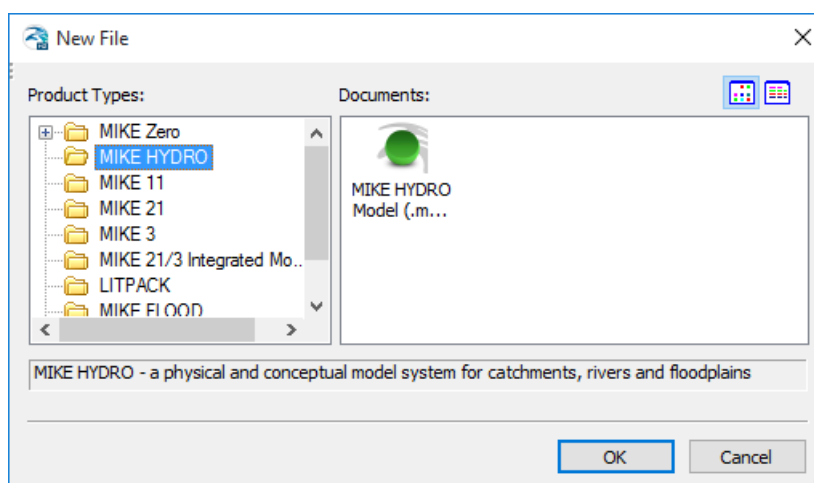 New File
Product Types:
Documents:
MIKE Zero
MIKE HYDRO
MIKE 11
MIKE 21
MIKE 3
MIKE 21/3 Integrated Mo..
LITPACK
MIKE FLOOD
MIKE HYDRO
Model (.m...
MIKE HYDRO - a physical and conceptual model system for catchments, rivers and floodplains
OK
Cancel